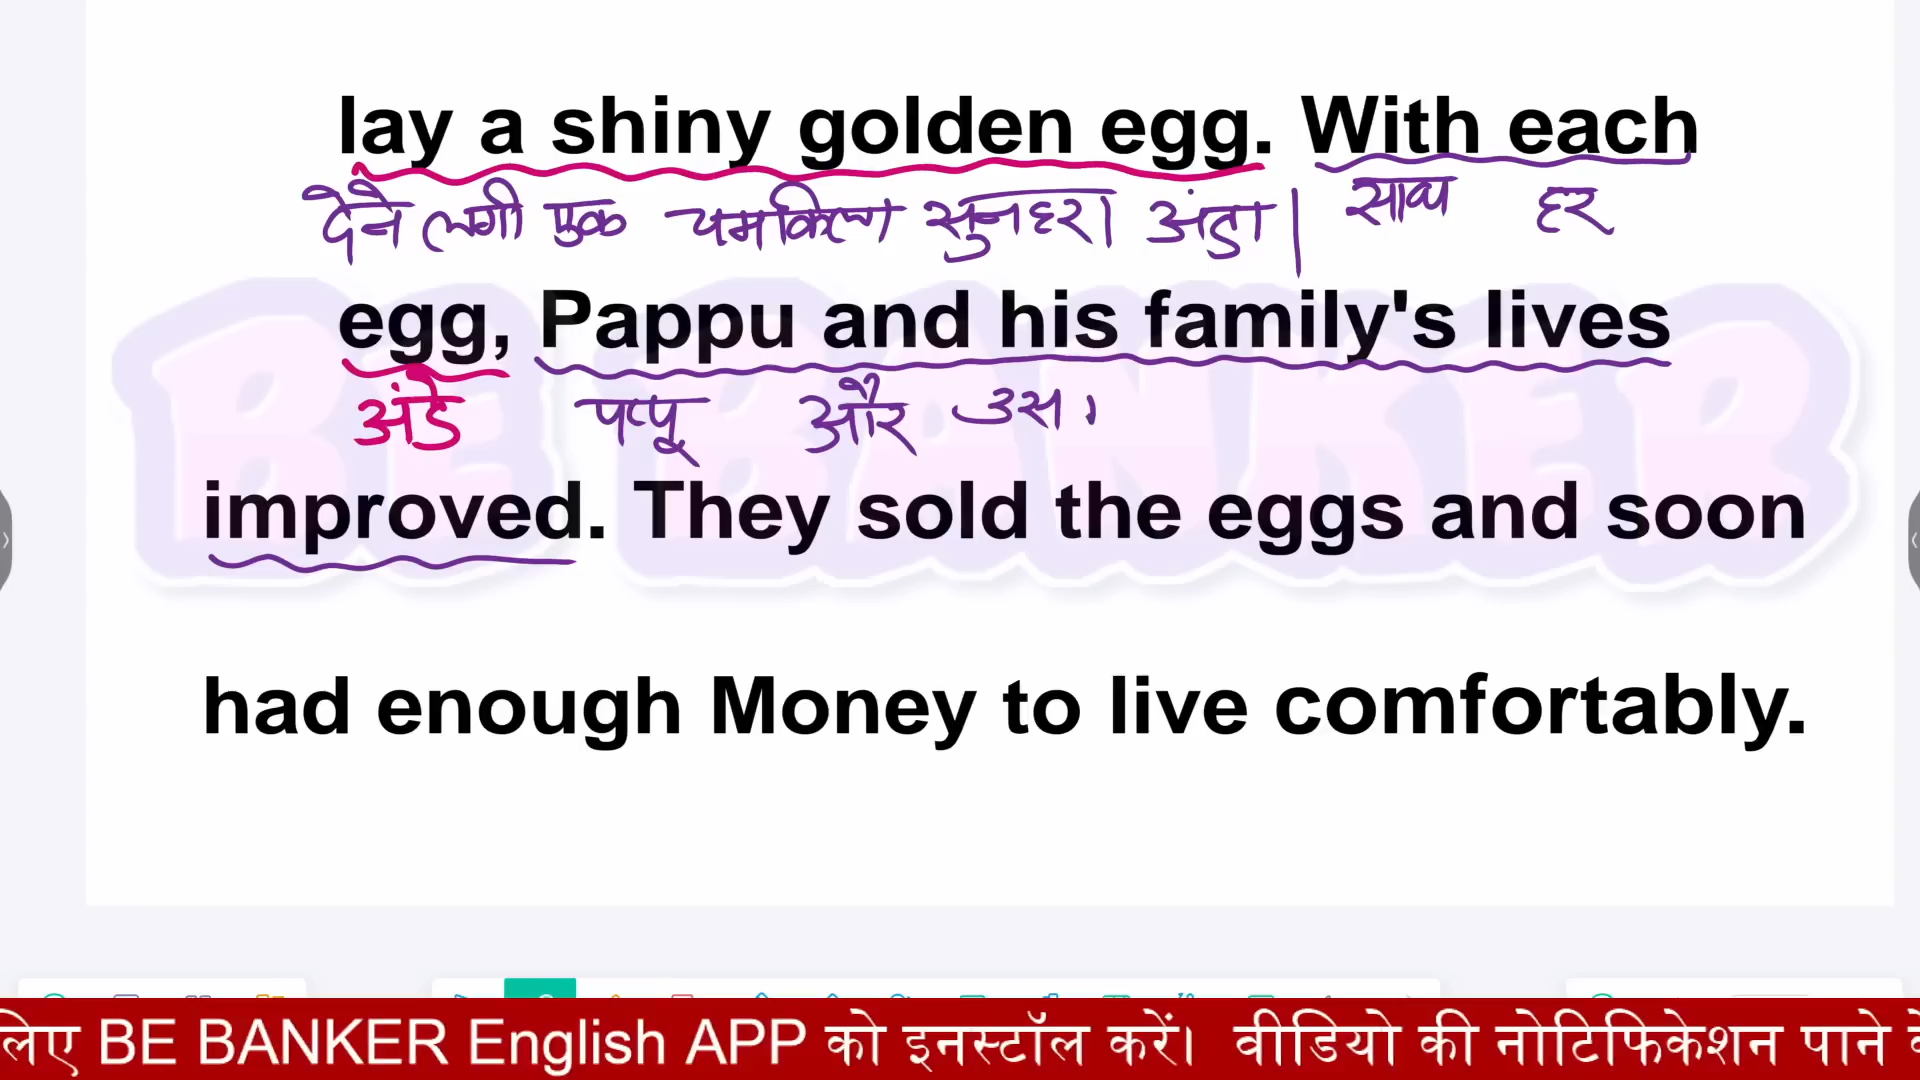 lay a shiny golden egg. With each
देने लगी एक चमकिला सुनहरा अंडा| साथ हर
egg, Pappu and his family's lives
अंडे पप्पू और उस
improved. They sold the eggs and soon
had enough Money to live comfortably.
BE BANKER
लिए BE BANKER English APP को इनस्टॉल करें। वीडियो की नोटिफिकेशन पाने